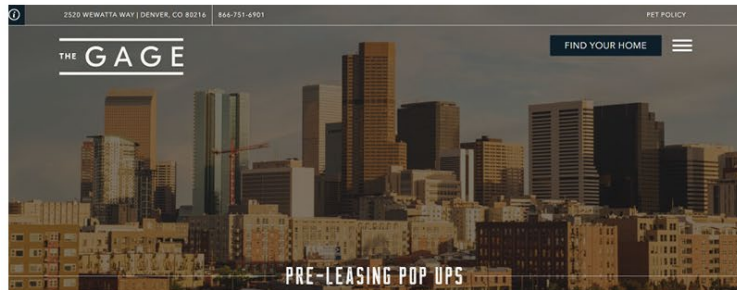 2520 WEWATTA WAY | DENVER, CO 80216 866-751-6901 PET POLICY
THE GAGE
FIND YOUR HOME
PRE-LEASING POP UPS